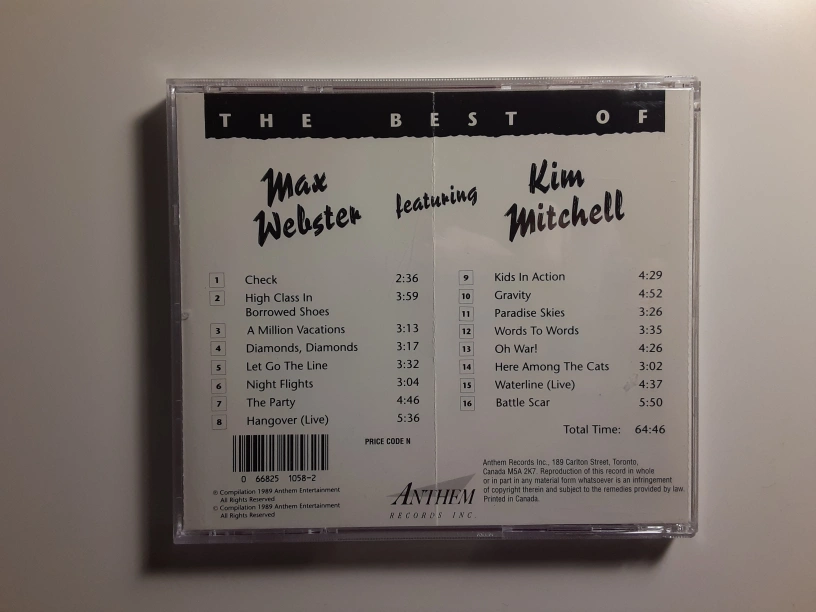 THE BEST OF
Max Webster featuring Kim Mitchell
1 Check 2:36
2 High Class In 3:59
Borrowed Shoes
3 A Million Vacations 3:13
4 Diamonds, Diamonds 3:17
5 Let Go The Line 3:32
6 Night Flights 3:04
7 The Party 4:46
8 Hangover (Live) 5:36
9 Kids In Action 4:29
10 Gravity 4:52
11 Paradise Skies 3:26
12 Words To Words 3:35
13 Oh War! 4:26
14 Here Among The Cats 3:02
15 Waterline (Live) 4:37
16 Battle Scar 5:50
Total Time: 64:46
PRICE CODE N
0 66825 1058-2
© Compilation 1989 Anthem Entertainment
All Rights Reserved
© Compilation 1989 Anthem Entertainment
All Rights Reserved
ANTHEM
RECORDS INC.
Anthem Records Inc., 189 Carlton Street, Toronto,
Canada M5A 2K7. Reproduction of this record in whole
or in part in any material form whatsoever is an infringement
of copyright therein and subject to the remedies provided by law.
Printed in Canada.